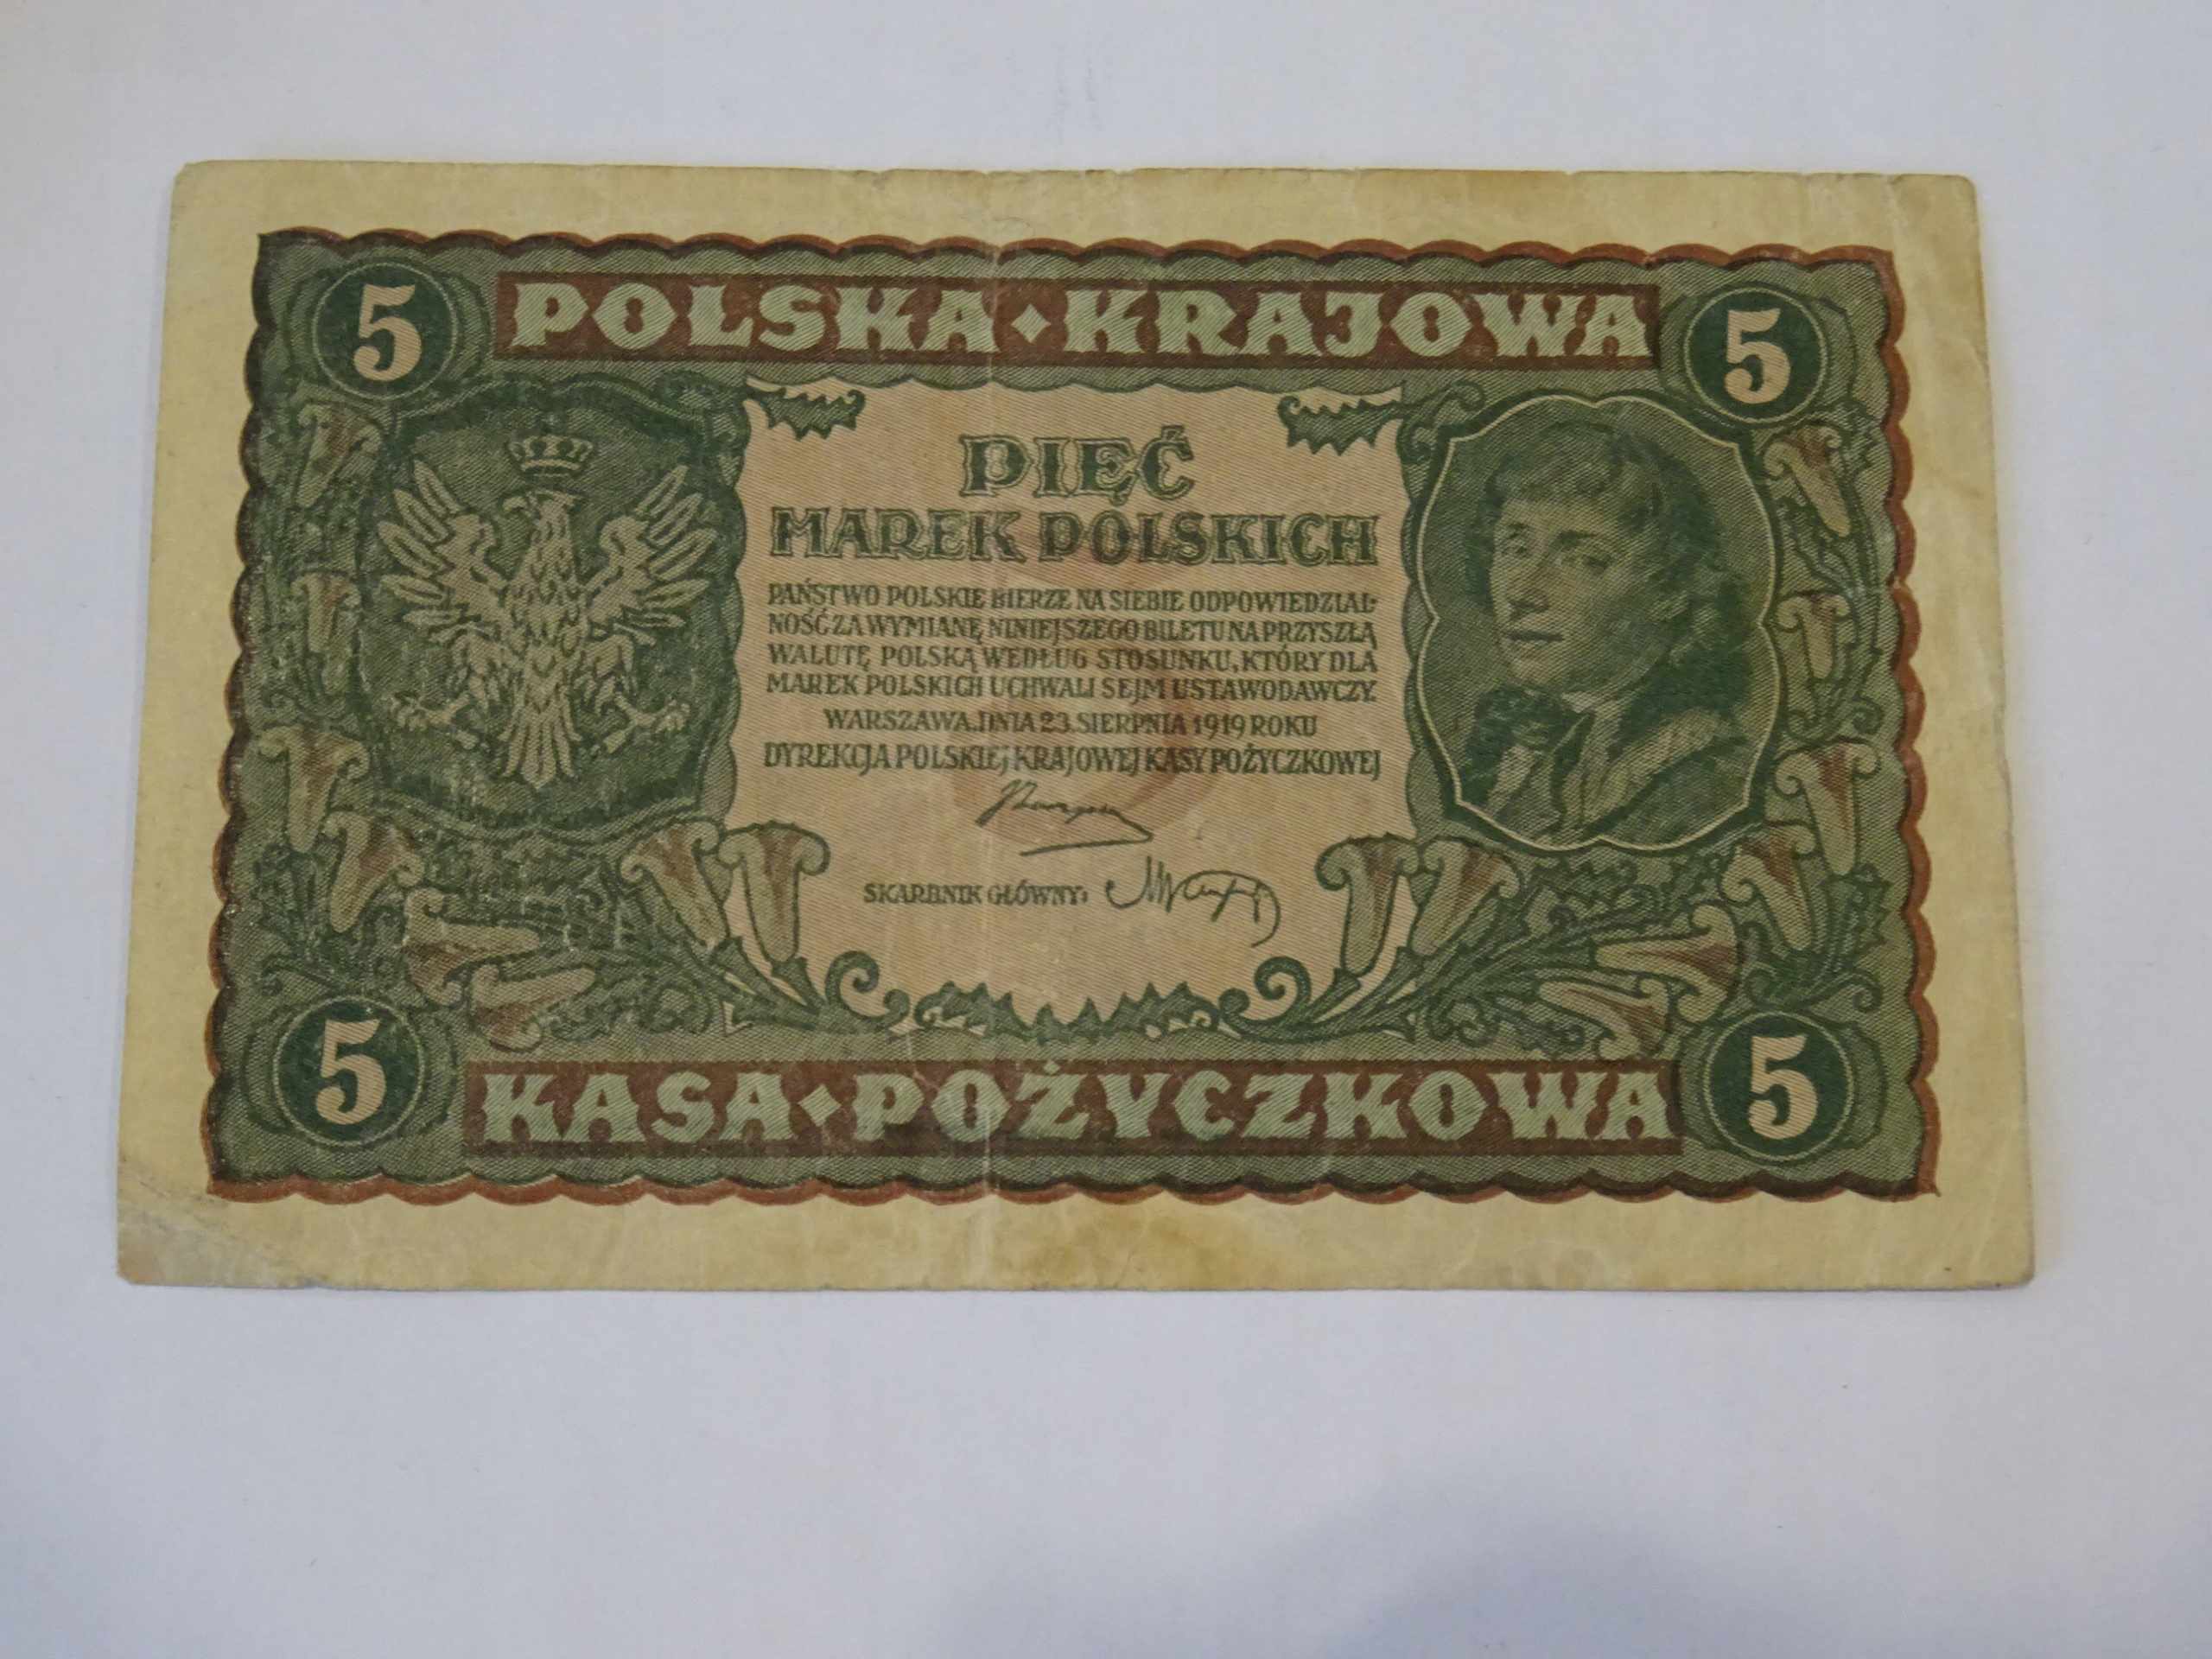 5 POLSKA ⬥ KRAJOWA 5
PIĘĆ
MAREK POLSKICH
PAŃSTWO POLSKIE BIERZE NA SIEBIE ODPOWIEDZIAL-
NOŚĆ ZA WYMIANĘ NINIEJSZEGO BILETU NA PRZYSZŁĄ
WALUTĘ POLSKĄ WEDŁUG STOSUNKU, KTÓRY DLA
MAREK POLSKICH UCHWALI SEJM USTAWODAWCZY.
WARSZAWA, DNIA 23. SIERPNIA 1919 ROKU
DYREKCJA POLSKIEJ KRAJOWEJ KASY POŻYCZKOWEJ
SKARBNIK GŁÓWNY:
5 KASA ⬥ POŻYCZKOWA 5